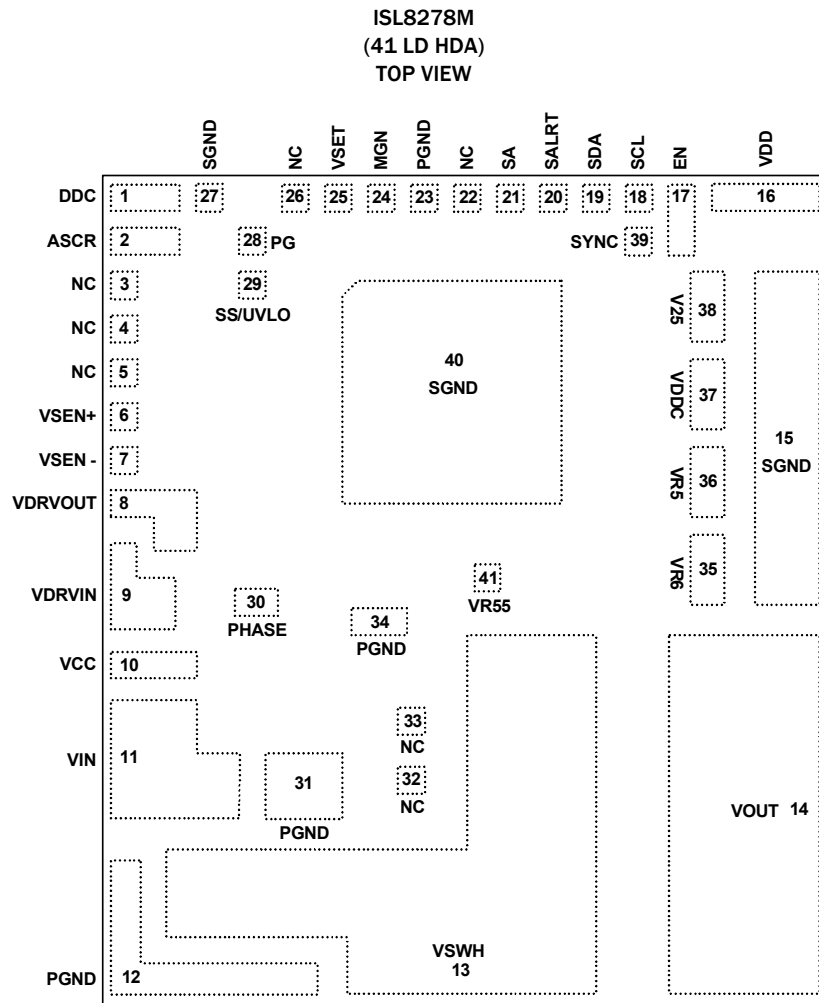 ISL8278M
(41 LD HDA)
TOP VIEW
SGND NC VSET MGN PGND NC SA SALRT SDA SCL EN VDD
DDC 1 27 26 25 24 23 22 21 20 19 18 17 16
ASCR 2 28 PG SYNC 39
NC 3 29
SS/UVLO
V25 38
NC 4
40
SGND
NC 5
VDDC 37
VSEN+ 6
15
SGND
VSEN - 7
VR5 36
VDRVOUT 8
VR6 35
41
VR55
VDRVIN 9
30
PHASE
34
PGND
VCC 10
33
NC
VIN 11
31
PGND
32
NC
VOUT 14
VSWH
13
PGND 12